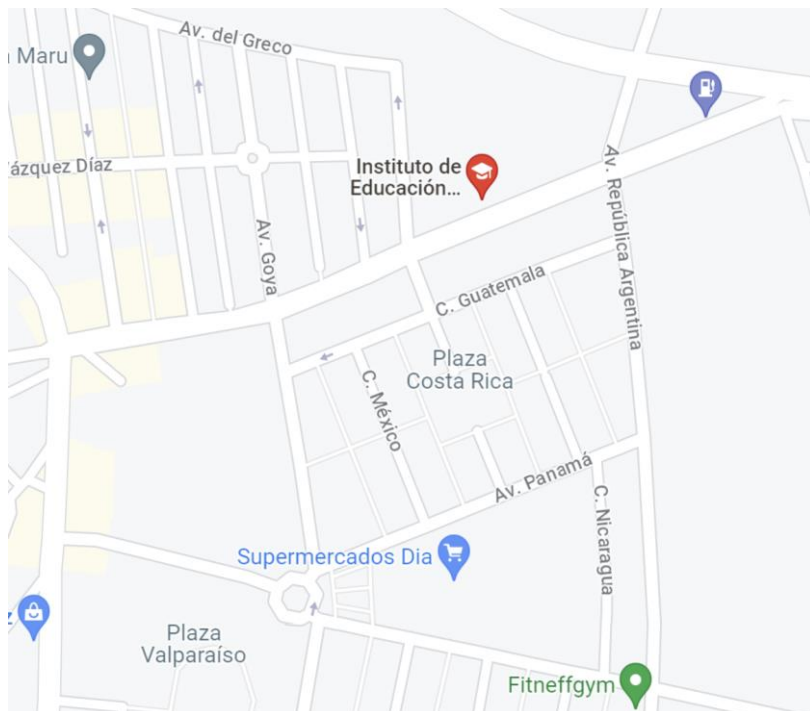 Av. del Greco
Maru
Vázquez Díaz
Instituto de
Educación...
Av. Goya
Av. República Argentina
C. Guatemala
Plaza
Costa Rica
C. México
Av. Panamá
C. Nicaragua
Supermercados Dia
Plaza
Valparaíso
Fitneffgym